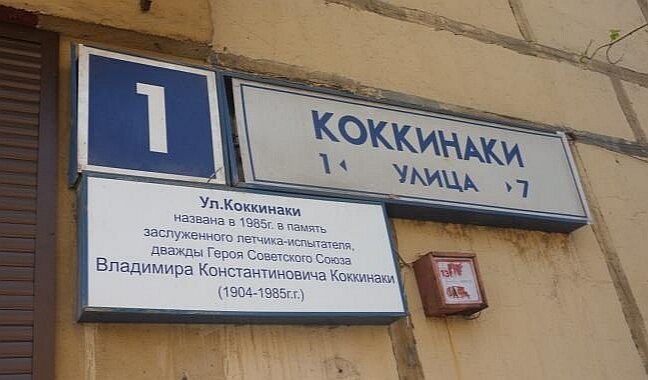 1
КОККИНАКИ
1 УЛИЦА 7
Ул.Коккинаки
названа в 1985г. в память
заслуженного летчика-испытателя,
дважды Героя Советского Союза
Владимира Константиновича Коккинаки
(1904-1985г.г.)